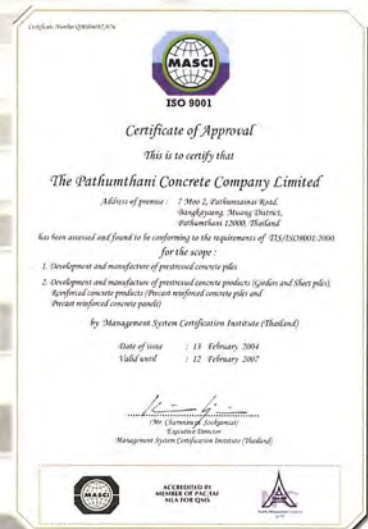 MASCI
ISO 9001
Certificate of Approval
This is to certify that
The Pathumthani Concrete Company Limited
Address of premise : 7 Moo 2, Pathumsamai Road,
Bangkayaeng, Muang District,
Pathumthani 12000, Thailand
has been assessed and found to be conforming to the requirements of TIS/ISO9001:2000
for the scope :
1. Development and manufacture of prestressed concrete piles
2. Development and manufacture of prestressed concrete products (Girders and Sheet piles),
Reinforced concrete products (Precast reinforced concrete piles and
Precast reinforced concrete panels)
by Management System Certification Institute (Thailand)
Date of issue : 13 February 2004
Valid until : 12 February 2007
Executive Director
Management System Certification Institute (Thailand)
MASCI
ACCREDITED BY
MEMBER OF PAC/IAF
MLA FOR QMS